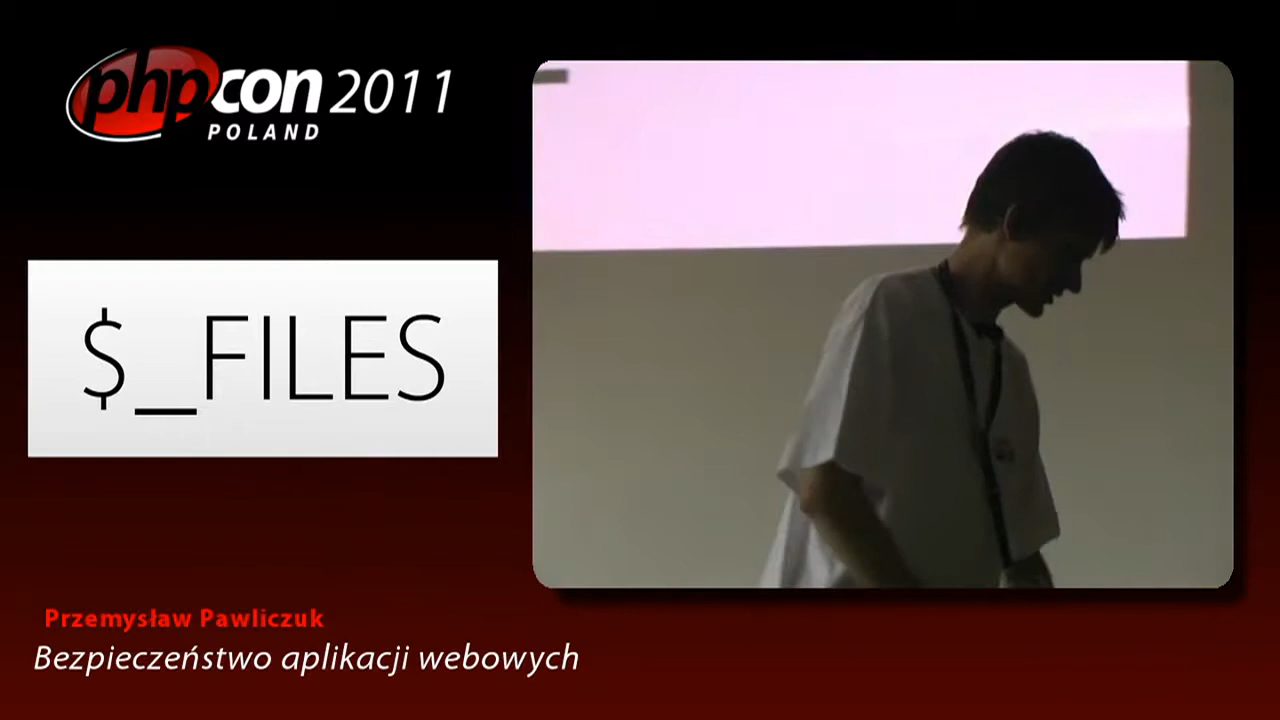 phpcon 2011
POLAND
$_FILES
Przemysław Pawliczuk
Bezpieczeństwo aplikacji webowych